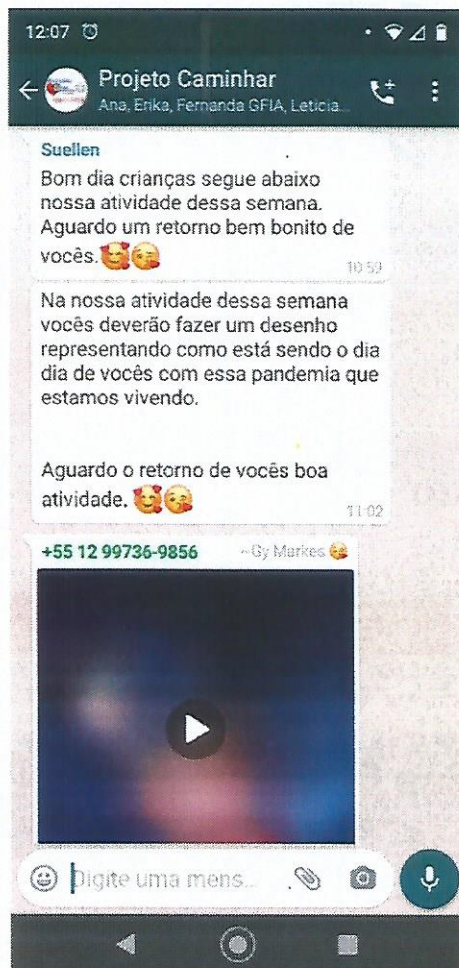 12:07
Projeto Caminhar
Ana, Erika, Fernanda GFIA, Leticia...
Suellen
Bom dia crianças segue abaixo
nossa atividade dessa semana.
Aguardo um retorno bem bonito de
vocês.🥰😘
10:59
Na nossa atividade dessa semana
vocês deverão fazer um desenho
representando como está sendo o dia
dia de vocês com essa pandemia que
estamos vivendo.
Aguardo o retorno de vocês boa
atividade.🥰😘
11:02
+55 12 99736-9856 ~Gy Markes 😘
Digite uma mens...